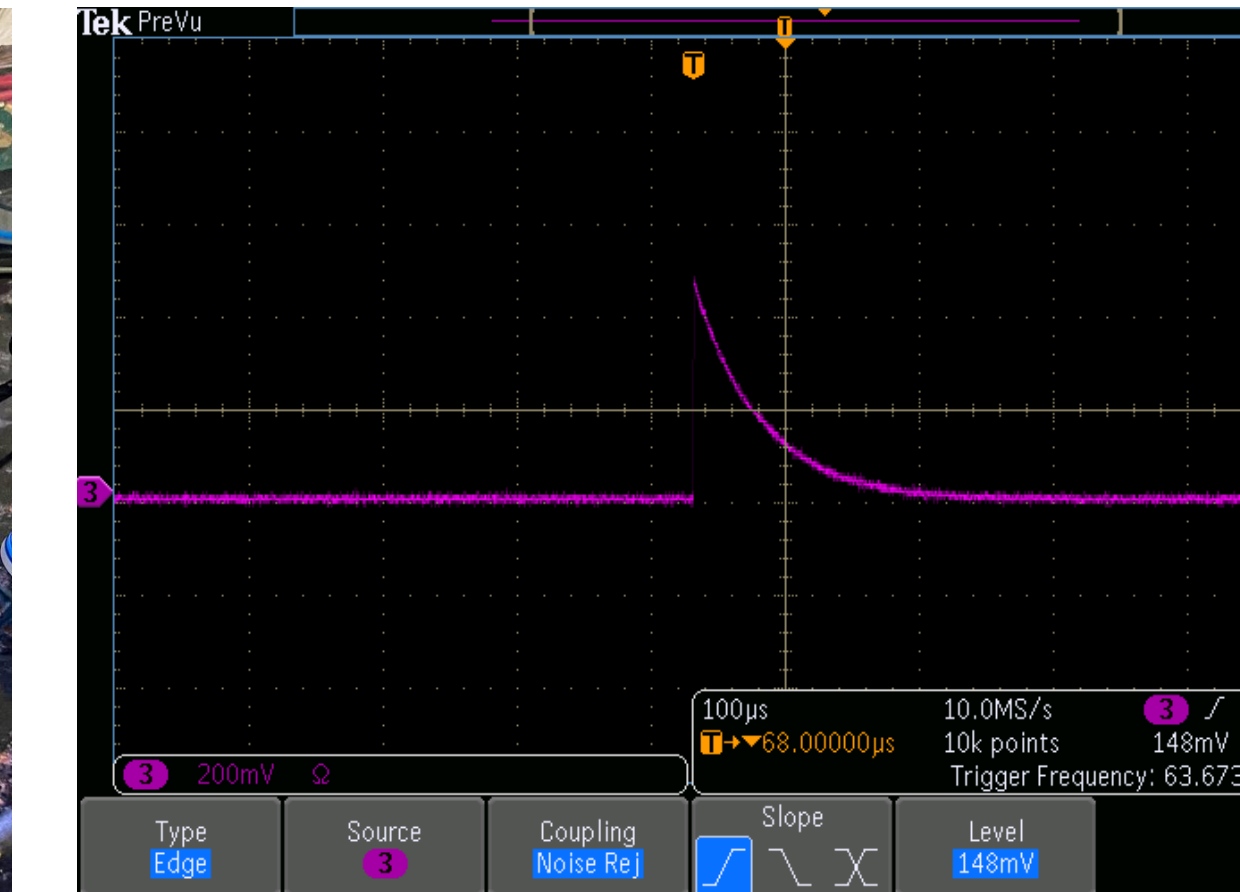 Tek PreVu
T
T
3
100µs 10.0MS/s 3
T→▼68.00000µs 10k points 148mV
3 200mV Ω Trigger Frequency: 63.673
Type Source Coupling Slope Level
Edge 3 Noise Rej 148mV